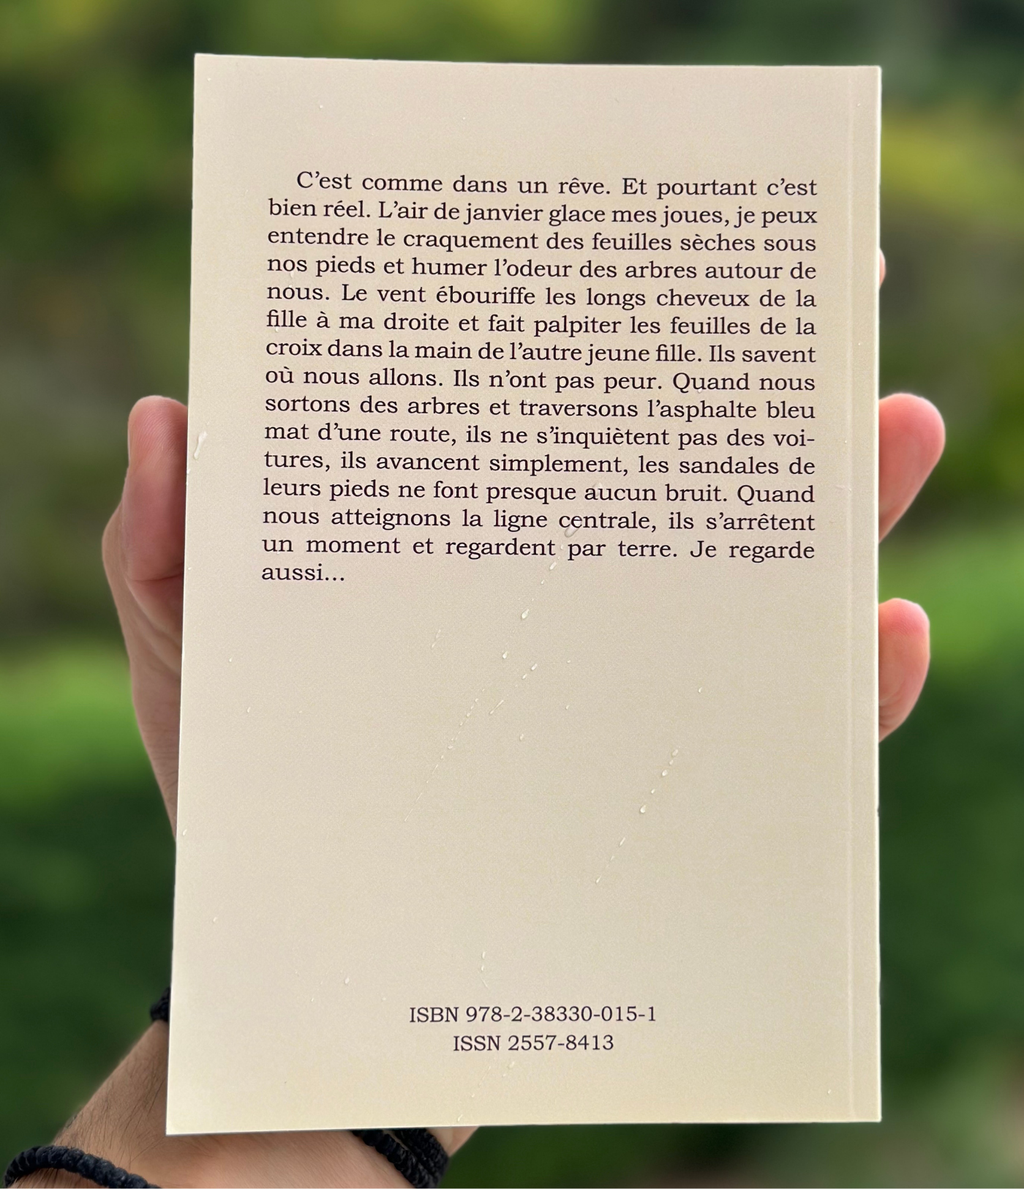 C’est comme dans un rêve. Et pourtant c’est
bien réel. L’air de janvier glace mes joues, je peux
entendre le craquement des feuilles sèches sous
nos pieds et humer l’odeur des arbres autour de
nous. Le vent ébouriffe les longs cheveux de la
fille à ma droite et fait palpiter les feuilles de la
croix dans la main de l’autre jeune fille. Ils savent
où nous allons. Ils n’ont pas peur. Quand nous
sortons des arbres et traversons l’asphalte bleu
mat d’une route, ils ne s’inquiètent pas des voi-
tures, ils avancent simplement, les sandales de
leurs pieds ne font presque aucun bruit. Quand
nous atteignons la ligne centrale, ils s’arrêtent
un moment et regardent par terre. Je regarde
aussi...
ISBN 978-2-38330-015-1
ISSN 2557-8413